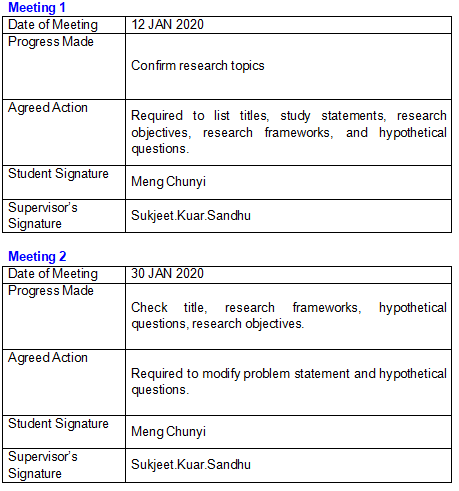 Meeting 1
Date of Meeting 12 JAN 2020
Progress Made
Confirm research topics
Agreed Action
Required to list titles, study statements, research
objectives, research frameworks, and hypothetical
questions.
Student Signature
Meng Chunyi
Supervisor's
Signature
Sukjeet.Kuar.Sandhu
Meeting 2
Date of Meeting 30 JAN 2020
Progress Made
Check title, research frameworks, hypothetical
questions, research objectives.
Agreed Action
Required to modify problem statement and hypothetical
questions.
Student Signature
Meng Chunyi
Supervisor's
Signature
Sukjeet.Kuar.Sandhu